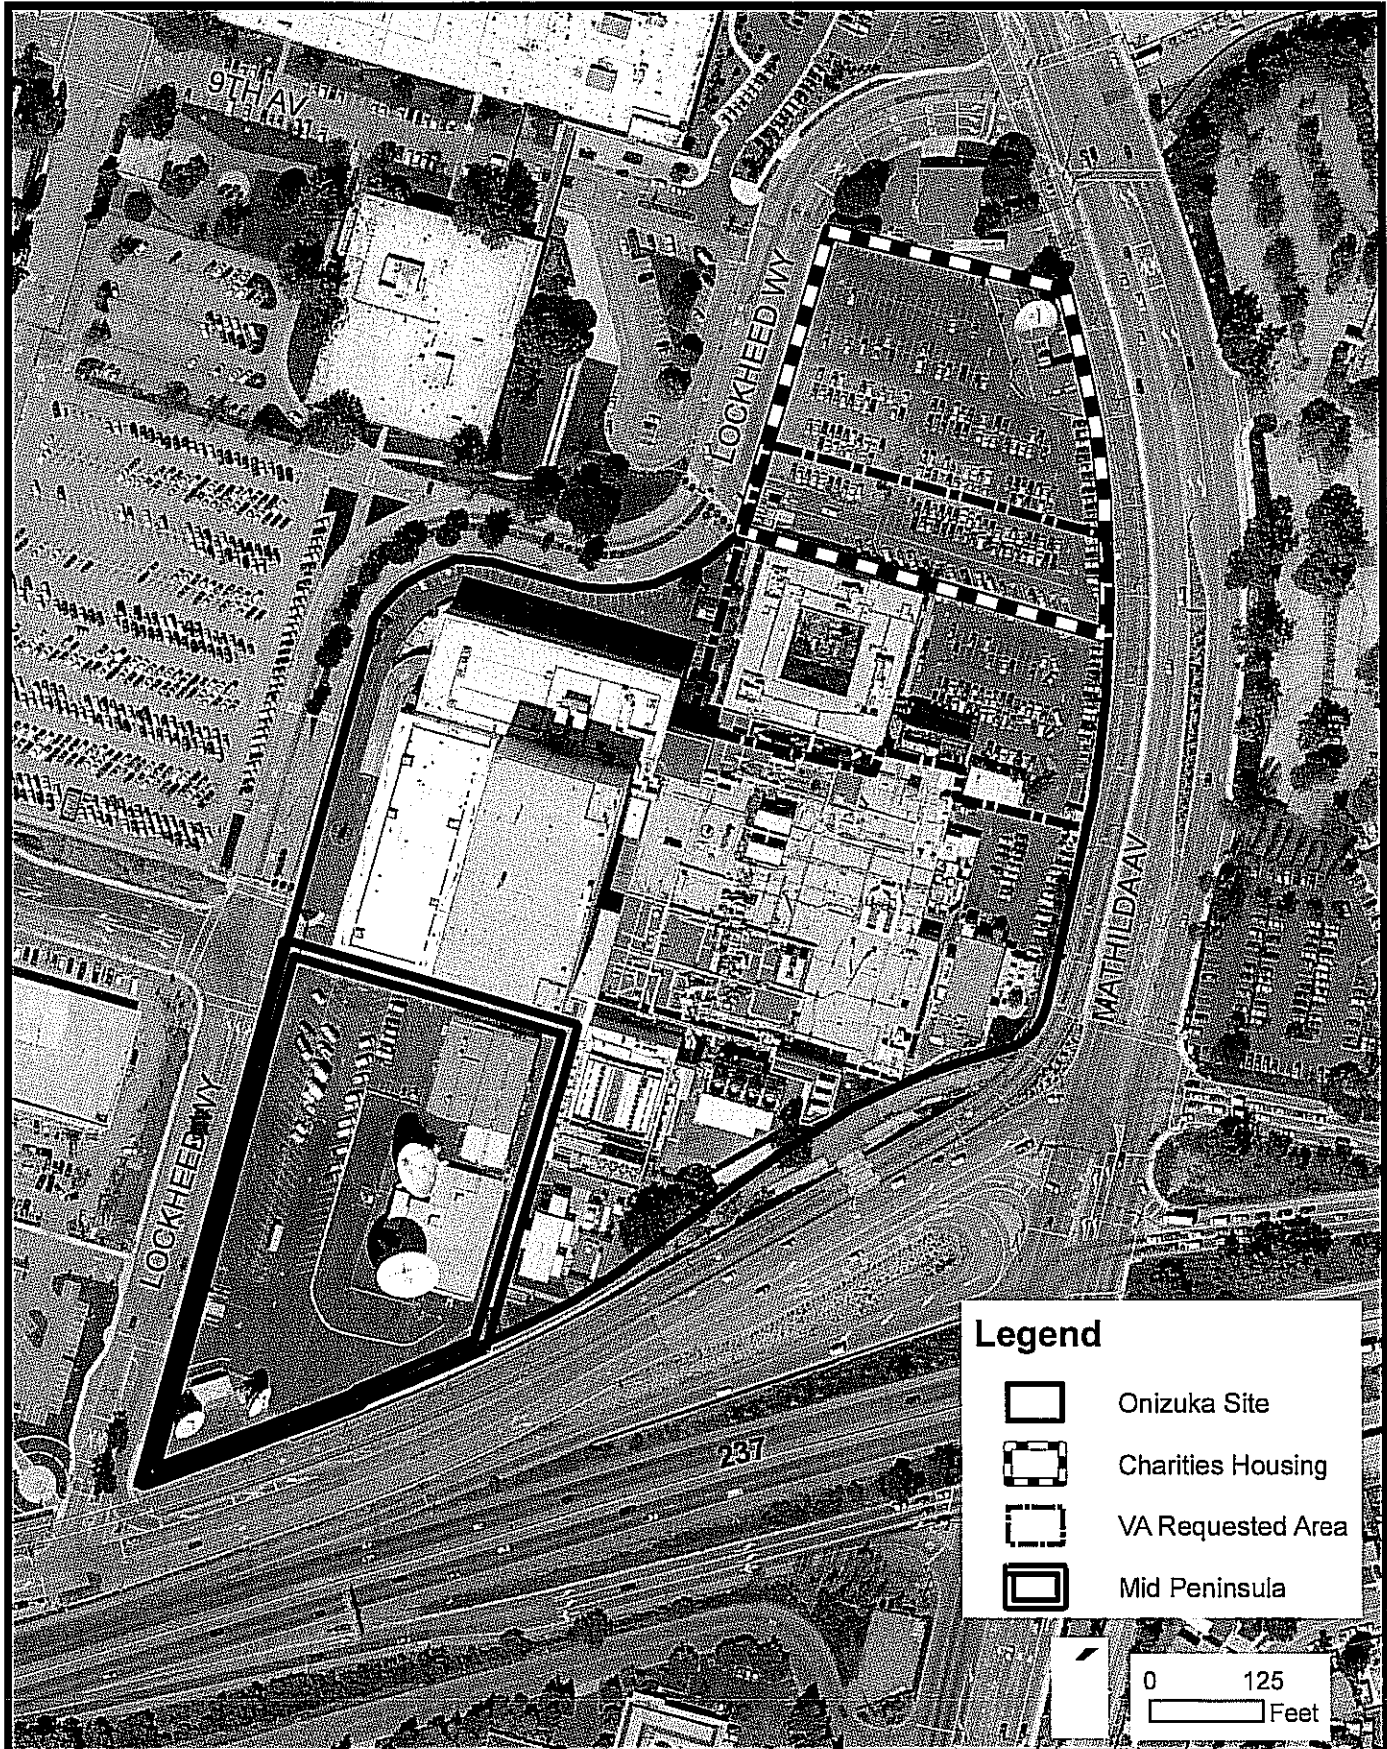 9TH AV
LOCKHEED WY
MATHILDA AV
LOCKHEED WY
237
Legend
Onizuka Site
Charities Housing
VA Requested Area
Mid Peninsula
N
0 125
Feet